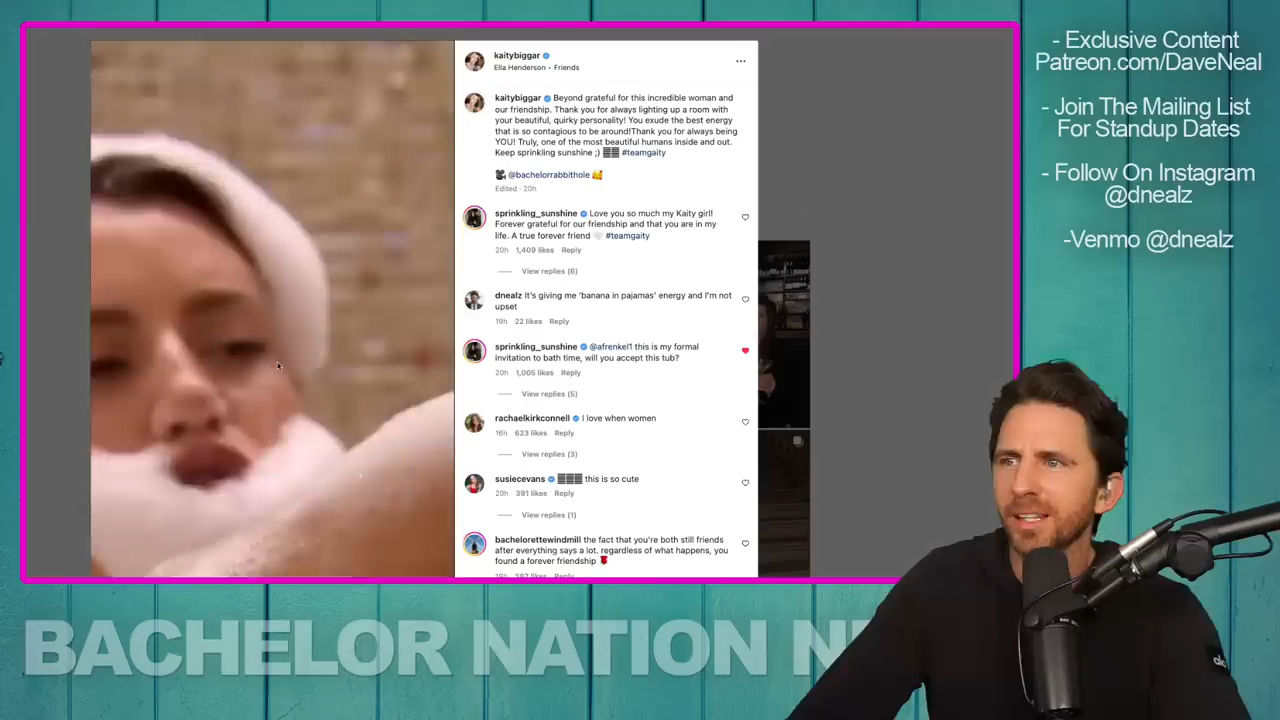 kaitybiggar
Ella Henderson • Friends
kaitybiggar Beyond grateful for this incredible woman and
our friendship. Thank you for always lighting up a room with
your beautiful, quirky personality! You exude the best energy
that is so contagious to be around!Thank you for always being
YOU! Truly, one of the most beautiful humans inside and out.
Keep sprinkling sunshine ;) #teamgaity
@bachelorrabbithole
Edited · 20h
sprinkling_sunshine Love you so much my Kaity girl!
Forever grateful for our friendship and that you are in my
life. A true forever friend #teamgaity
20h 1,409 likes Reply
View replies (6)
dnealz It's giving me 'banana in pajamas' energy and I'm not
upset
19h 22 likes Reply
sprinkling_sunshine @afrenkel1 this is my formal
invitation to bath time, will you accept this tub?
20h 1,005 likes Reply
View replies (5)
rachaelkirkconnell I love when women
16h 623 likes Reply
View replies (3)
susiecevans this is so cute
20h 391 likes Reply
View replies (1)
bachelorettewindmill the fact that you're both still friends
after everything says a lot. regardless of what happens, you
found a forever friendship
- Exclusive Content
Patreon.com/DaveNeal
- Join The Mailing List
For Standup Dates
- Follow On Instagram
@dnealz
-Venmo @dnealz
BACHELOR NATION